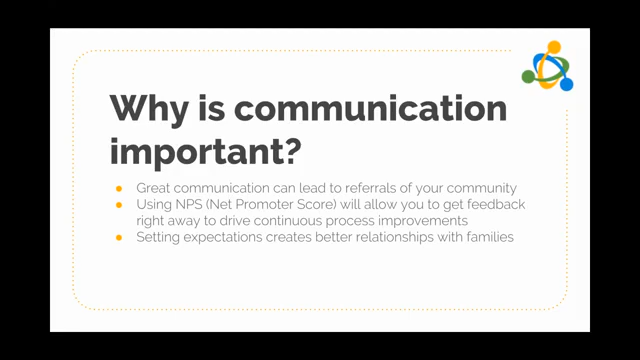 Why is communication
important?
● Great communication can lead to referrals of your community
● Using NPS (Net Promoter Score) will allow you to get feedback
right away to drive continuous process improvements
● Setting expectations creates better relationships with families